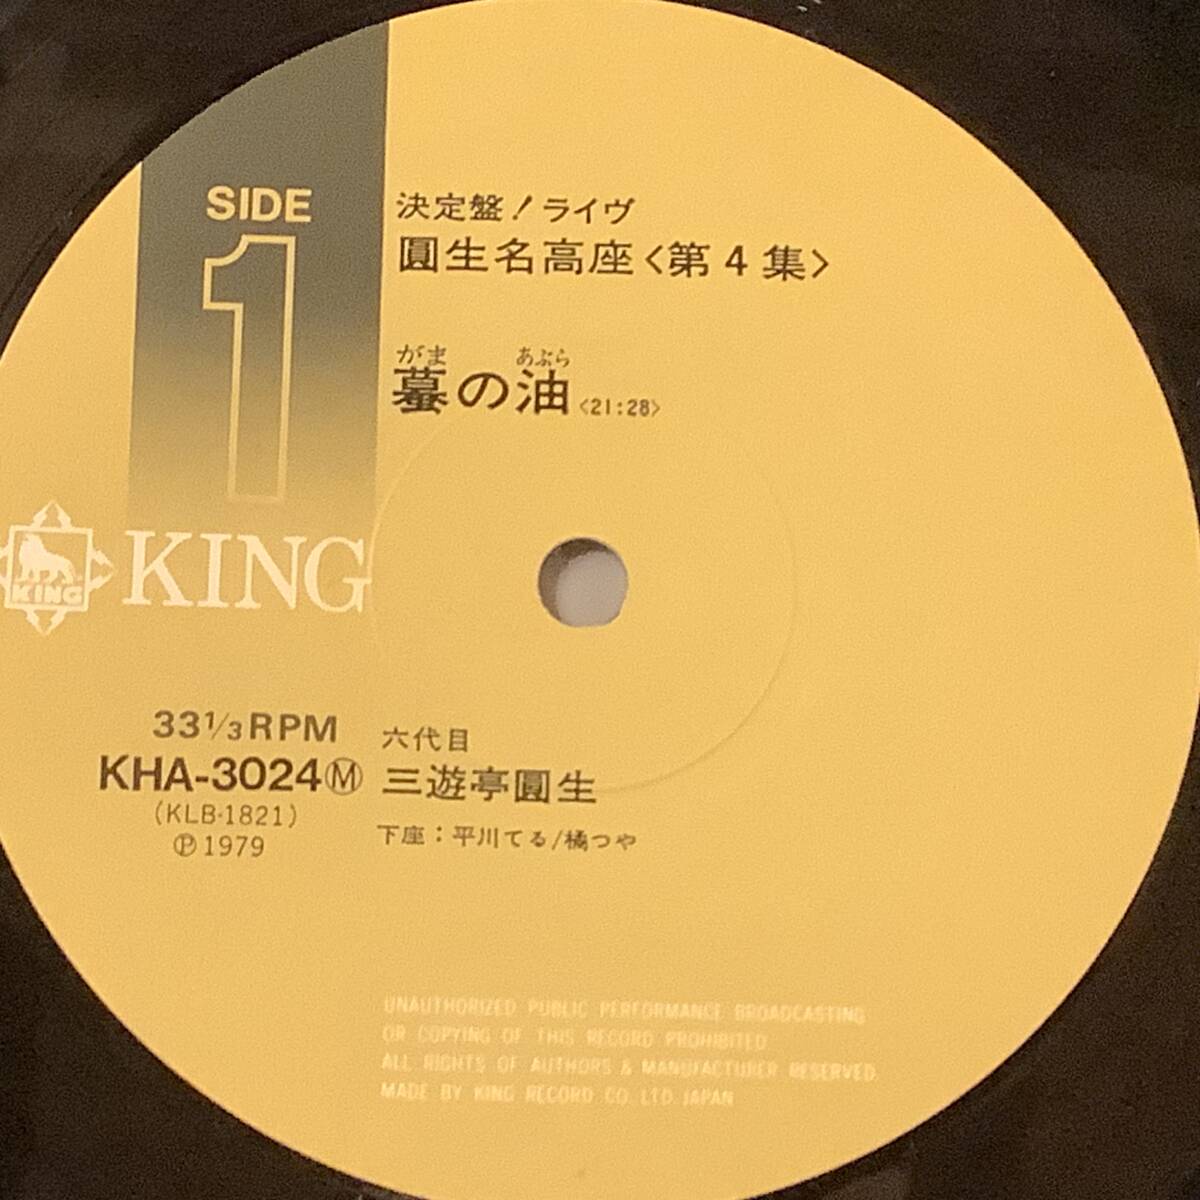 SIDE
1
決定盤！ライヴ
圓生名高座〈第4集〉
がま あぶら
蟇の油〈21:28〉
KING
KING
33⅓RPM
KHA-3024Ⓜ
(KLB-1821)
Ⓟ1979
六代目
三遊亭圓生
下座：平川てる/橘つや
UNAUTHORIZED PUBLIC PERFORMANCE BROADCASTING
OR COPYING OF THIS RECORD PROHIBITED
ALL RIGHTS OF AUTHORS & MANUFACTURER RESERVED.
MADE BY KING RECORD CO. LTD. JAPAN